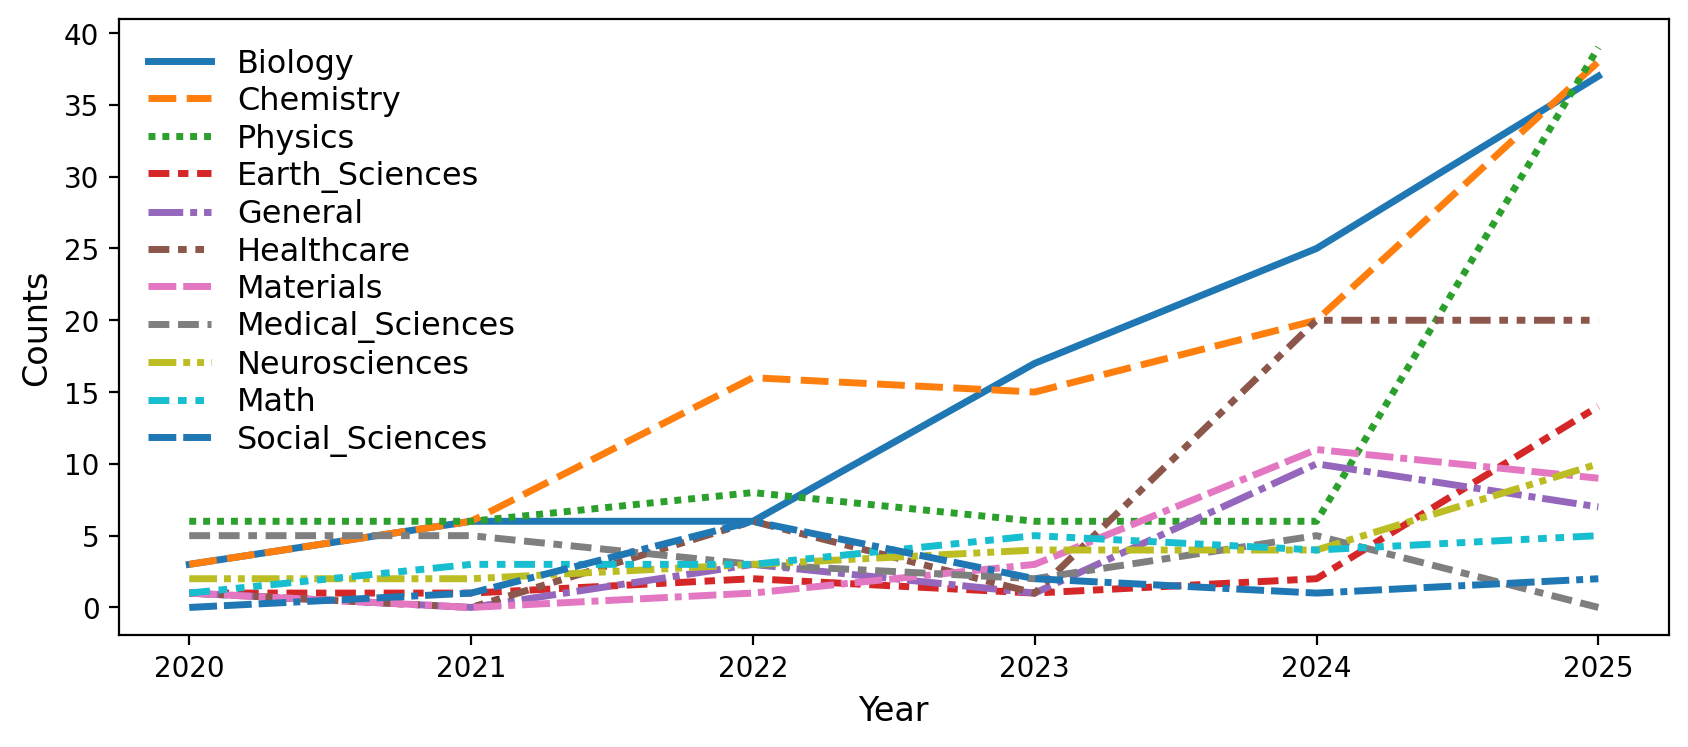 40
35
30
25
20
15
10
5
0
Counts
Biology
Chemistry
Physics
Earth_Sciences
General
Healthcare
Materials
Medical_Sciences
Neurosciences
Math
Social_Sciences
2020 2021 2022 2023 2024 2025
Year